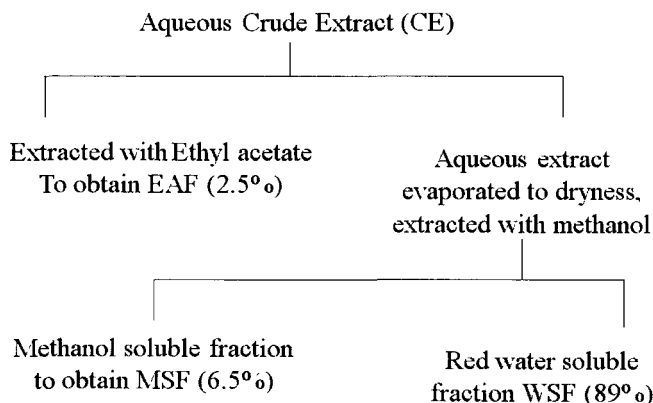 Aqueous Crude Extract (CE)
Extracted with Ethyl acetate
To obtain EAF (2.5%)
Aqueous extract
evaporated to dryness,
extracted with methanol
Methanol soluble fraction
to obtain MSF (6.5%)
Red water soluble
fraction WSF (89%)